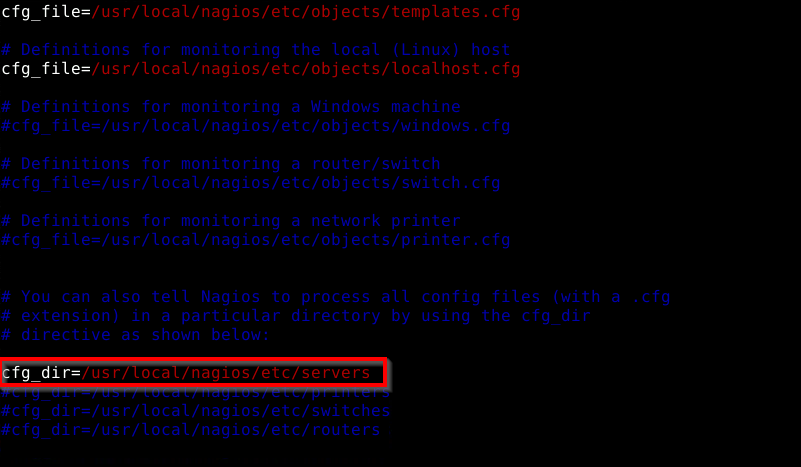 cfg_file=/usr/local/nagios/etc/objects/templates.cfg
# Definitions for monitoring the local (Linux) host
cfg_file=/usr/local/nagios/etc/objects/localhost.cfg
# Definitions for monitoring a Windows machine
#cfg_file=/usr/local/nagios/etc/objects/windows.cfg
# Definitions for monitoring a router/switch
#cfg_file=/usr/local/nagios/etc/objects/switch.cfg
# Definitions for monitoring a network printer
#cfg_file=/usr/local/nagios/etc/objects/printer.cfg
# You can also tell Nagios to process all config files (with a .cfg
# extension) in a particular directory by using the cfg_dir
# directive as shown below:
cfg_dir=/usr/local/nagios/etc/servers
#cfg_dir=/usr/local/nagios/etc/printers
#cfg_dir=/usr/local/nagios/etc/switches
#cfg_dir=/usr/local/nagios/etc/routers